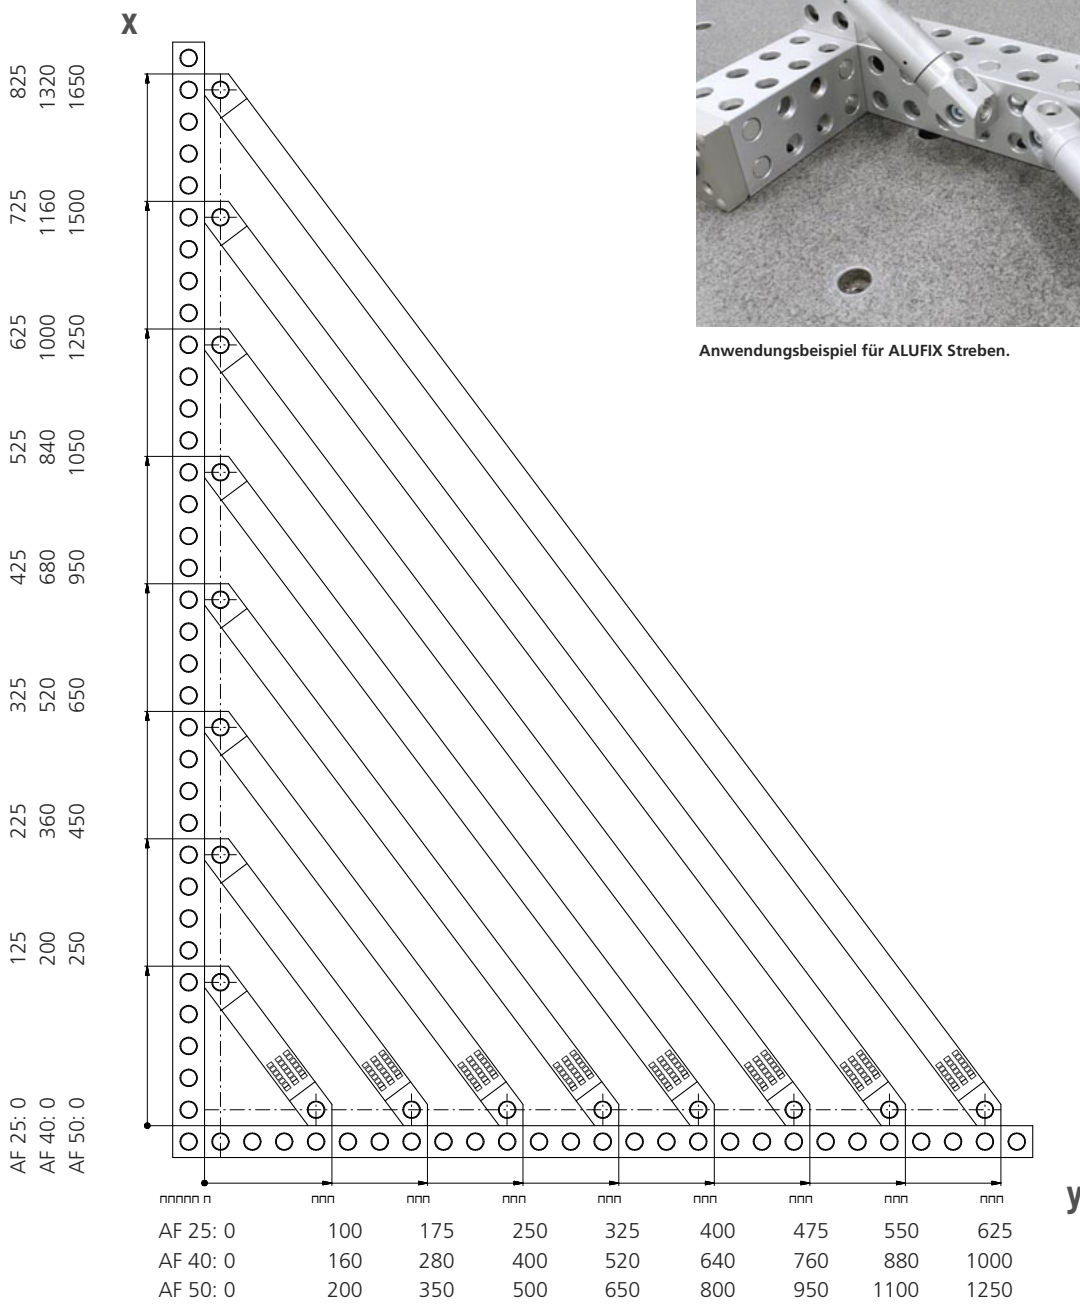 x
825
1320
1650
725
1160
1500
625
1000
1250
525
840
1050
425
680
950
325
520
650
225
360
450
125
200
250
AF 25: 0
AF 40: 0
AF 50: 0
Anwendungsbeispiel für ALUFIX Streben.
y
AF 25: 0 100 175 250 325 400 475 550 625
AF 40: 0 160 280 400 520 640 760 880 1000
AF 50: 0 200 350 500 650 800 950 1100 1250